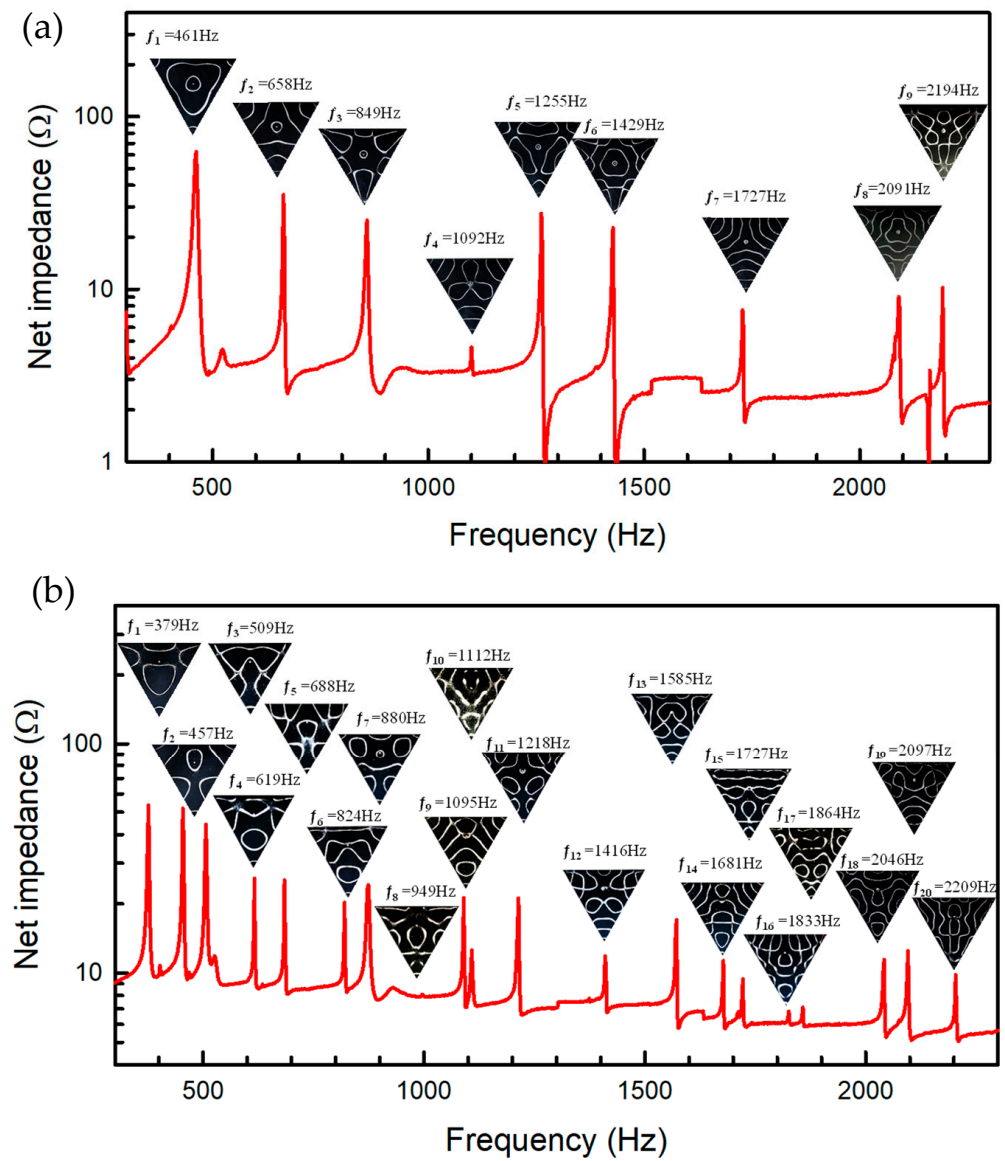 (a)
f1 =461Hz
f2 =658Hz
f3 =849Hz
f4 =1092Hz
f5 =1255Hz
f6 =1429Hz
f7 =1727Hz
f8 =2091Hz
f9 =2194Hz
Net impedance (Ω)
100
10
1
500 1000 1500 2000
Frequency (Hz)
(b)
f1 =379Hz
f2 =457Hz
f3 =509Hz
f4 =619Hz
f5 =688Hz
f6 =824Hz
f7 =880Hz
f8 =949Hz
f9 =1095Hz
f10 =1112Hz
f11 =1218Hz
f12 =1416Hz
f13 =1585Hz
f14 =1681Hz
f15 =1727Hz
f16 =1833Hz
f17 =1864Hz
f18 =2046Hz
f19 =2097Hz
f20 =2209Hz
Net impedance (Ω)
100
10
500 1000 1500 2000
Frequency (Hz)